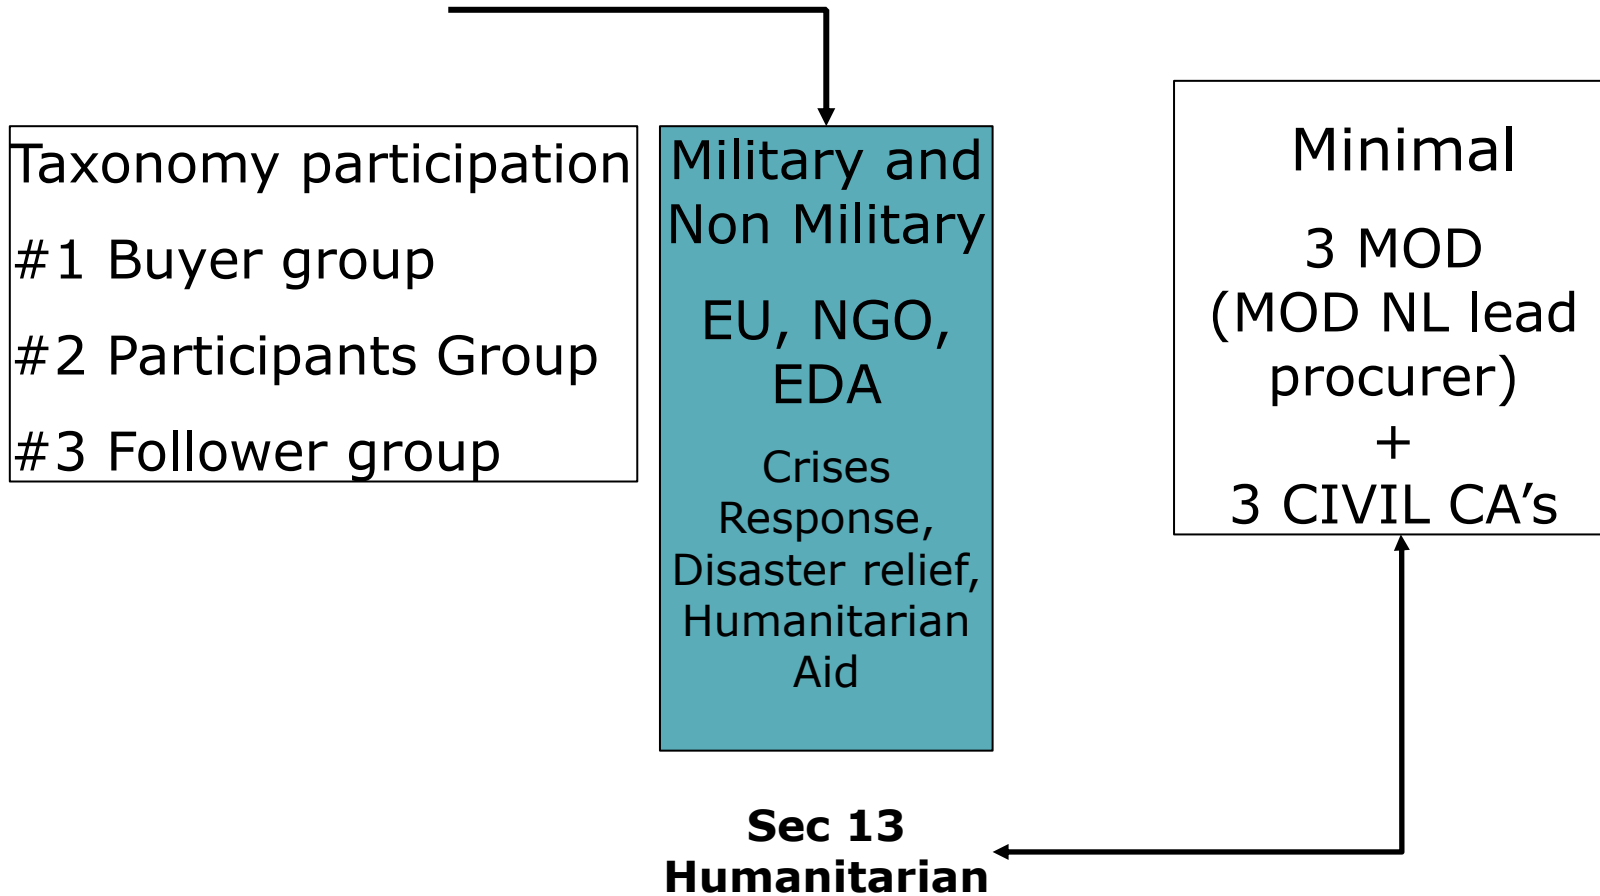 Taxonomy participation
#1 Buyer group
#2 Participants Group
#3 Follower group
Military and
Non Military
EU, NGO,
EDA
Crises
Response,
Disaster relief,
Humanitarian
Aid
Minimal
3 MOD
(MOD NL lead
procurer)
+
3 CIVIL CA’s
Sec 13
Humanitarian